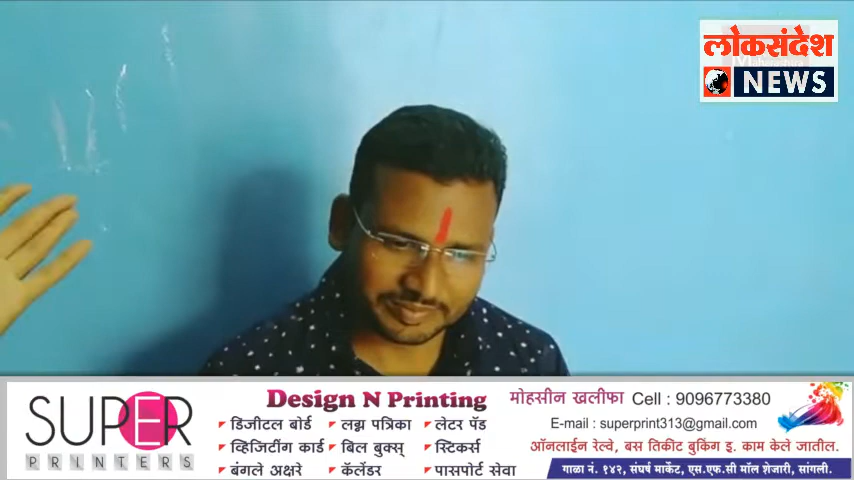 लोकसंदेश
Maharashtra
NEWS
SUPER
PRINTERS
Design N Printing
डिजीटल बोर्ड लग्न पत्रिका लेटर पॅड
व्हिजिटींग कार्ड बिल बुक्स् स्टिकर्स
बंगले अक्षरे कॅलेंडर पासपोर्ट सेवा
मोहसीन खलीफा Cell : 9096773380
E-mail : superprint313@gmail.com
ऑनलाईन रेल्वे, बस तिकीट बुकिंग इ. काम केले जातील.
गाळा नं. १४२, संघर्ष मार्केट, एस.एफ.सी मॉल शेजारी, सांगली.